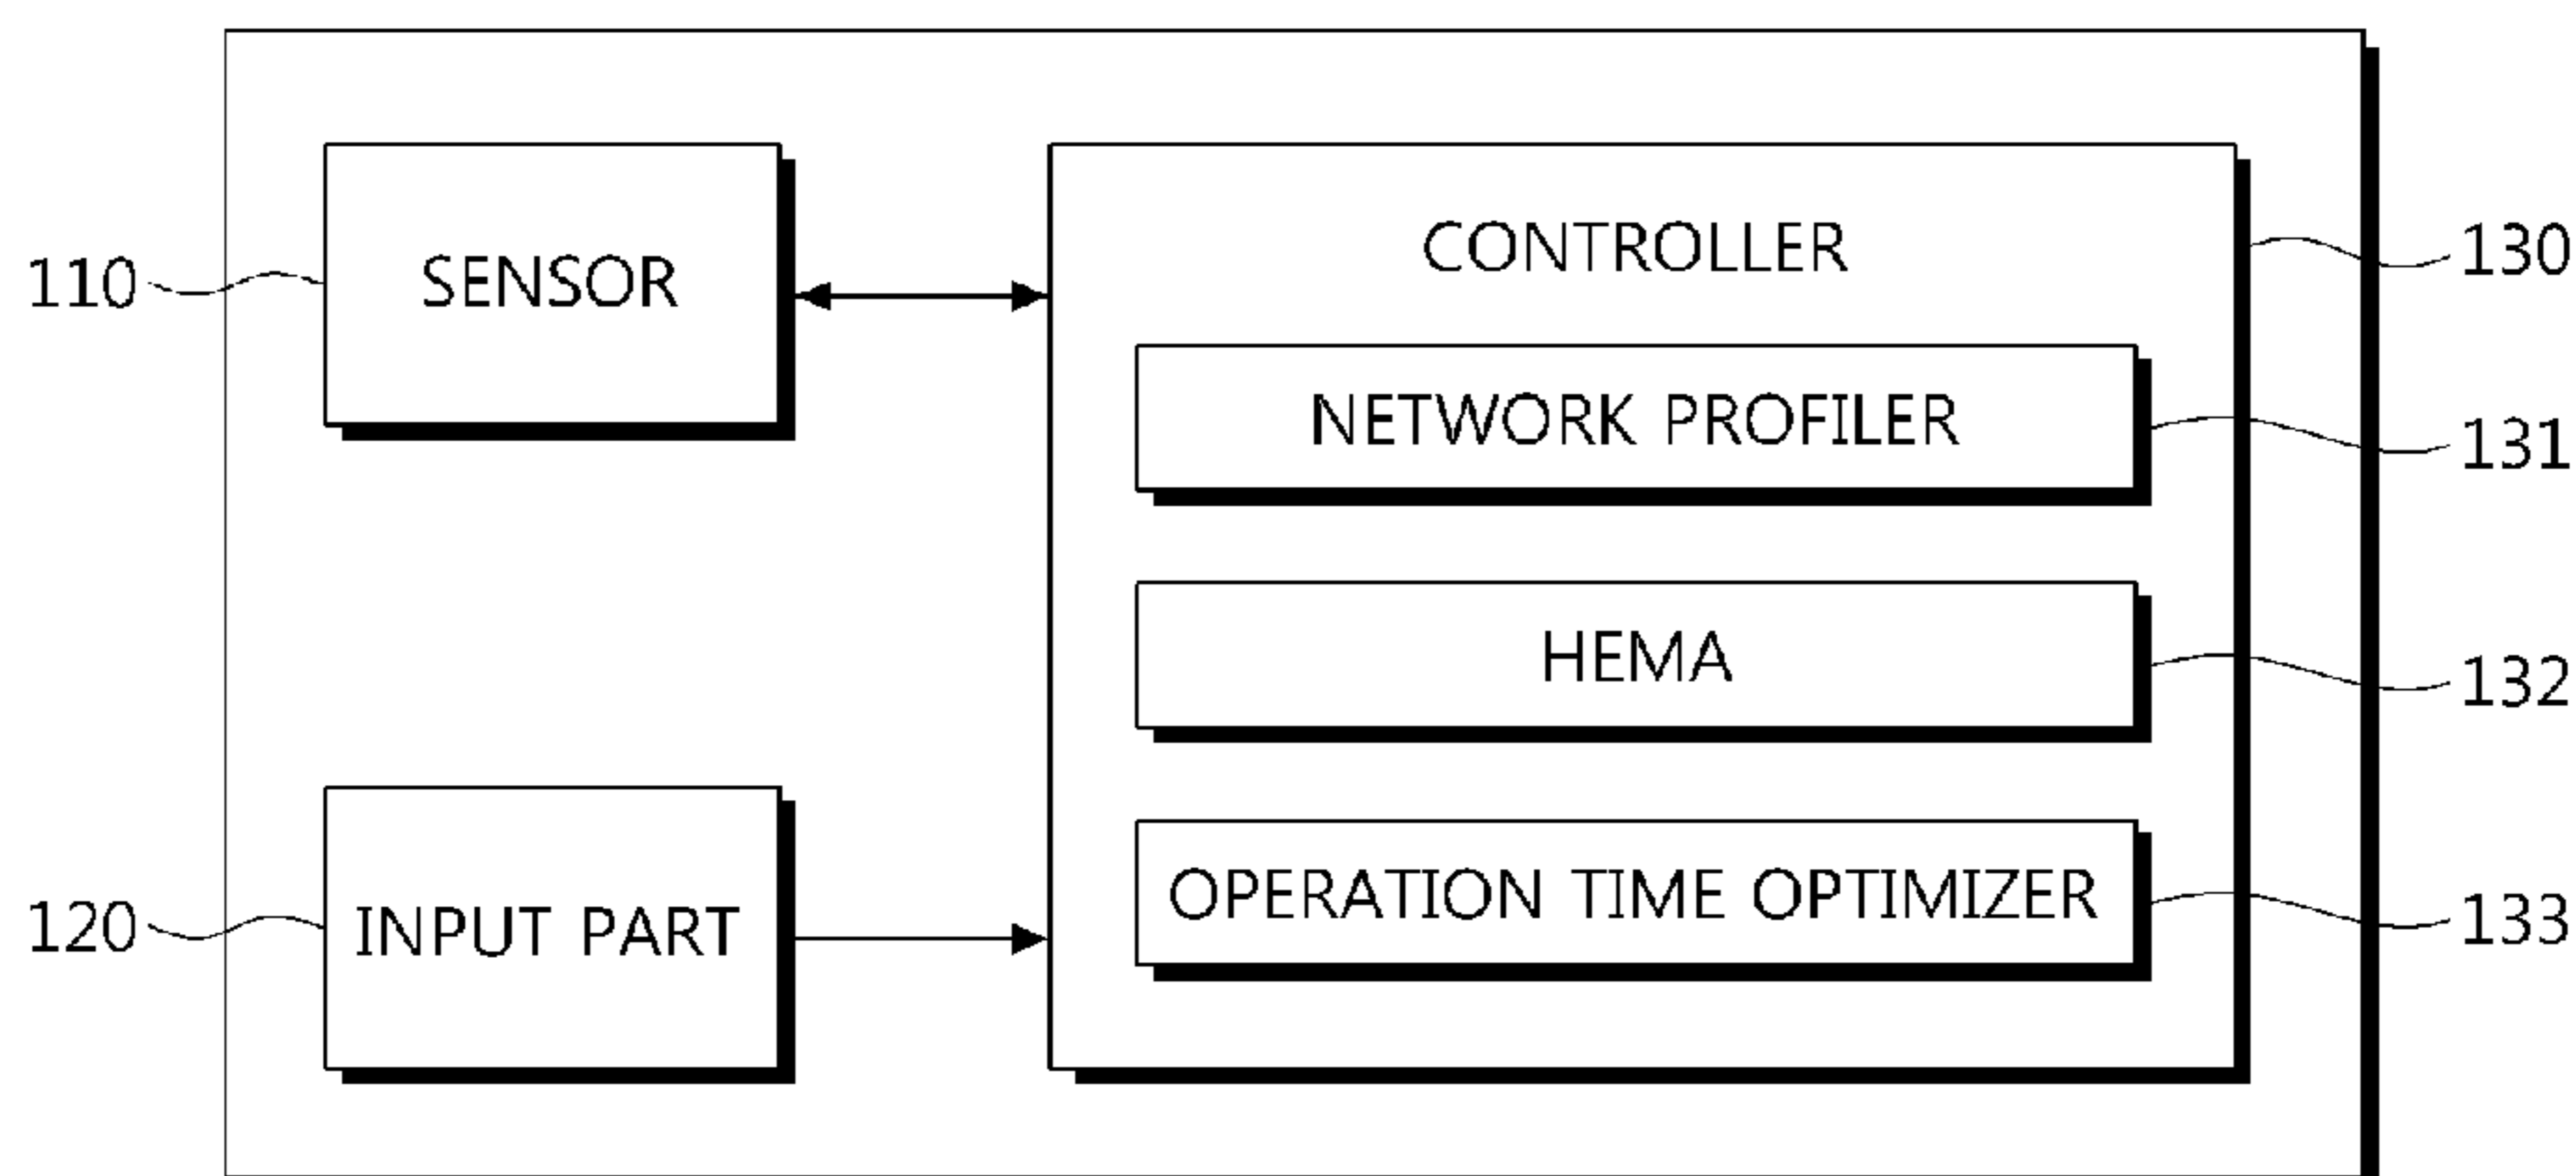 110
SENSOR
CONTROLLER
130
NETWORK PROFILER
131
HEMA
132
120
INPUT PART
OPERATION TIME OPTIMIZER
133